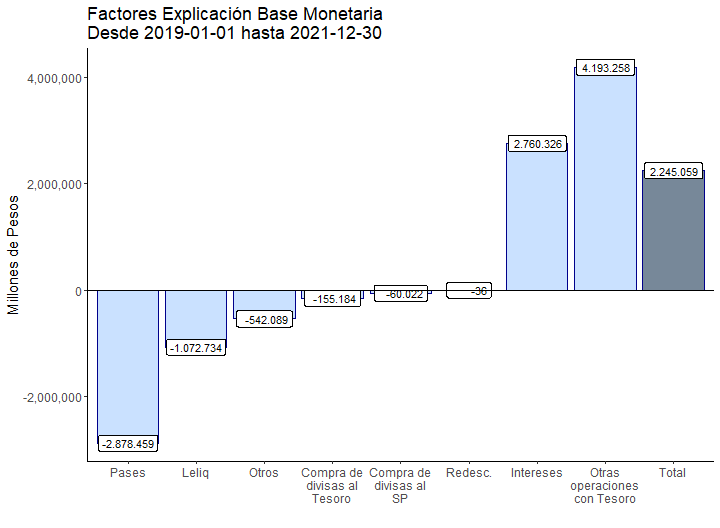 Factores Explicación Base Monetaria
Desde 2019-01-01 hasta 2021-12-30
Millones de Pesos
4,000,000
2,000,000
0
-2,000,000
-2.878.459
-1.072.734
-542.089
-155.184
-60.022
-36
2.760.326
4.193.258
2.245.059
Pases
Leliq
Otros
Compra de
divisas al
Tesoro
Compra de
divisas al
SP
Redesc.
Intereses
Otras
operaciones
con Tesoro
Total